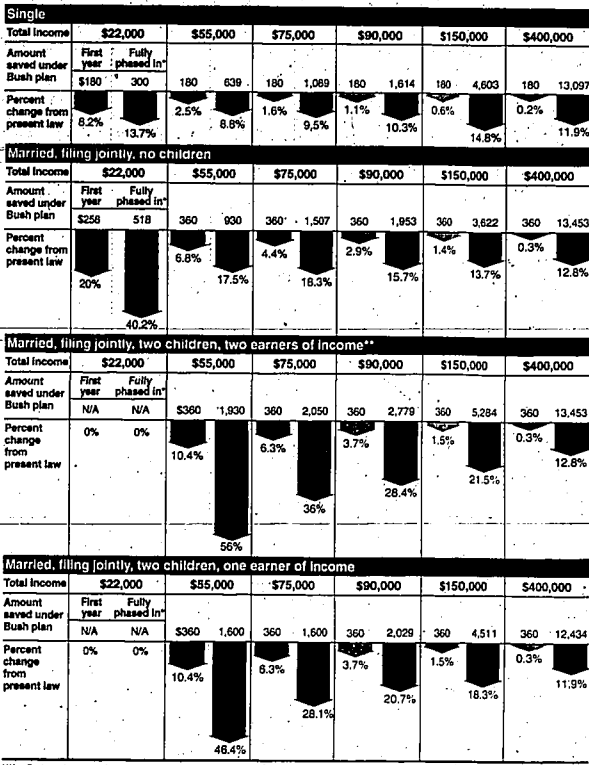 Single
Total Income $22,000 $55,000 $75,000 $90,000 $150,000 $400,000
Amount saved under Bush plan First year Fully phased in*
$180 300 180 639 180 1,089 180 1,614 180 4,603 180 13,097
Percent change from present law
8.2% 13.7% 2.5% 8.8% 1.6% 9.5% 1.1% 10.3% 0.6% 14.8% 0.2% 11.9%
Married, filing jointly, no children
Total Income $22,000 $55,000 $75,000 $90,000 $150,000 $400,000
Amount saved under Bush plan First year Fully phased in*
$258 518 360 930 360 1,507 360 1,953 360 3,622 360 13,453
Percent change from present law
20% 40.2% 6.8% 17.5% 4.4% 18.3% 2.9% 15.7% 1.4% 13.7% 0.3% 12.8%
Married, filing jointly, two children, two earners of income**
Total Income $22,000 $55,000 $75,000 $90,000 $150,000 $400,000
Amount saved under Bush plan First year Fully phased in*
N/A N/A $360 1,930 360 2,050 360 2,779 360 5,284 360 13,453
Percent change from present law
0% 0% 10.4% 56% 6.3% 36% 3.7% 28.4% 1.5% 21.5% 0.3% 12.8%
Married, filing jointly, two children, one earner of income
Total Income $22,000 $55,000 $75,000 $90,000 $150,000 $400,000
Amount saved under Bush plan First year Fully phased in*
N/A N/A $360 1,600 360 1,600 360 2,029 360 4,511 360 12,434
Percent change from present law
0% 0% 10.4% 46.4% 6.3% 28.1% 3.7% 20.7% 1.5% 18.3% 0.3% 11.9%